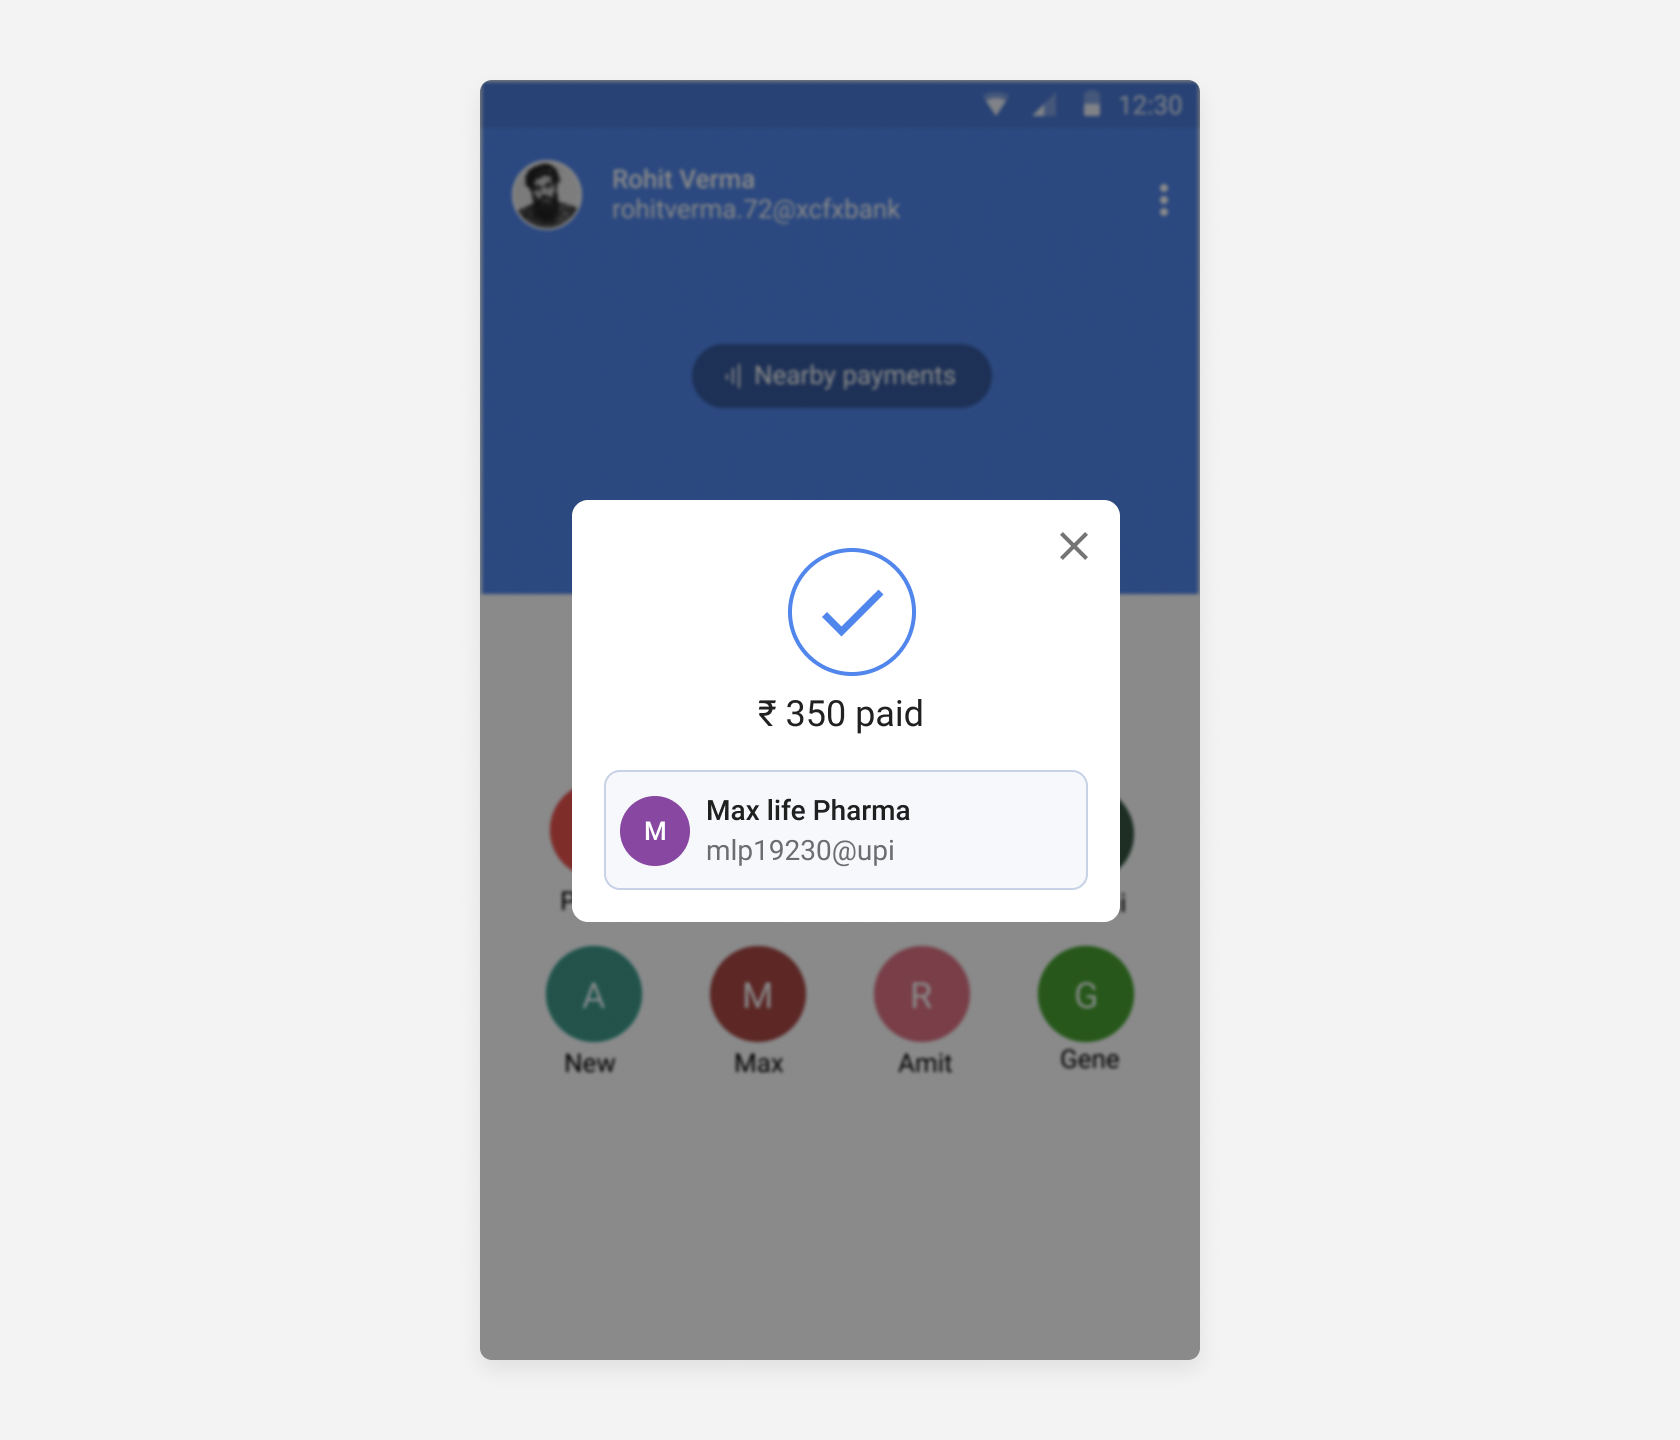 12:30
Rohit Verma
rohitverma.72@xcfxbank
Nearby payments
₹ 350 paid
M
Max life Pharma
mlp19230@upi
A
M
R
G
New
Max
Amit
Gene